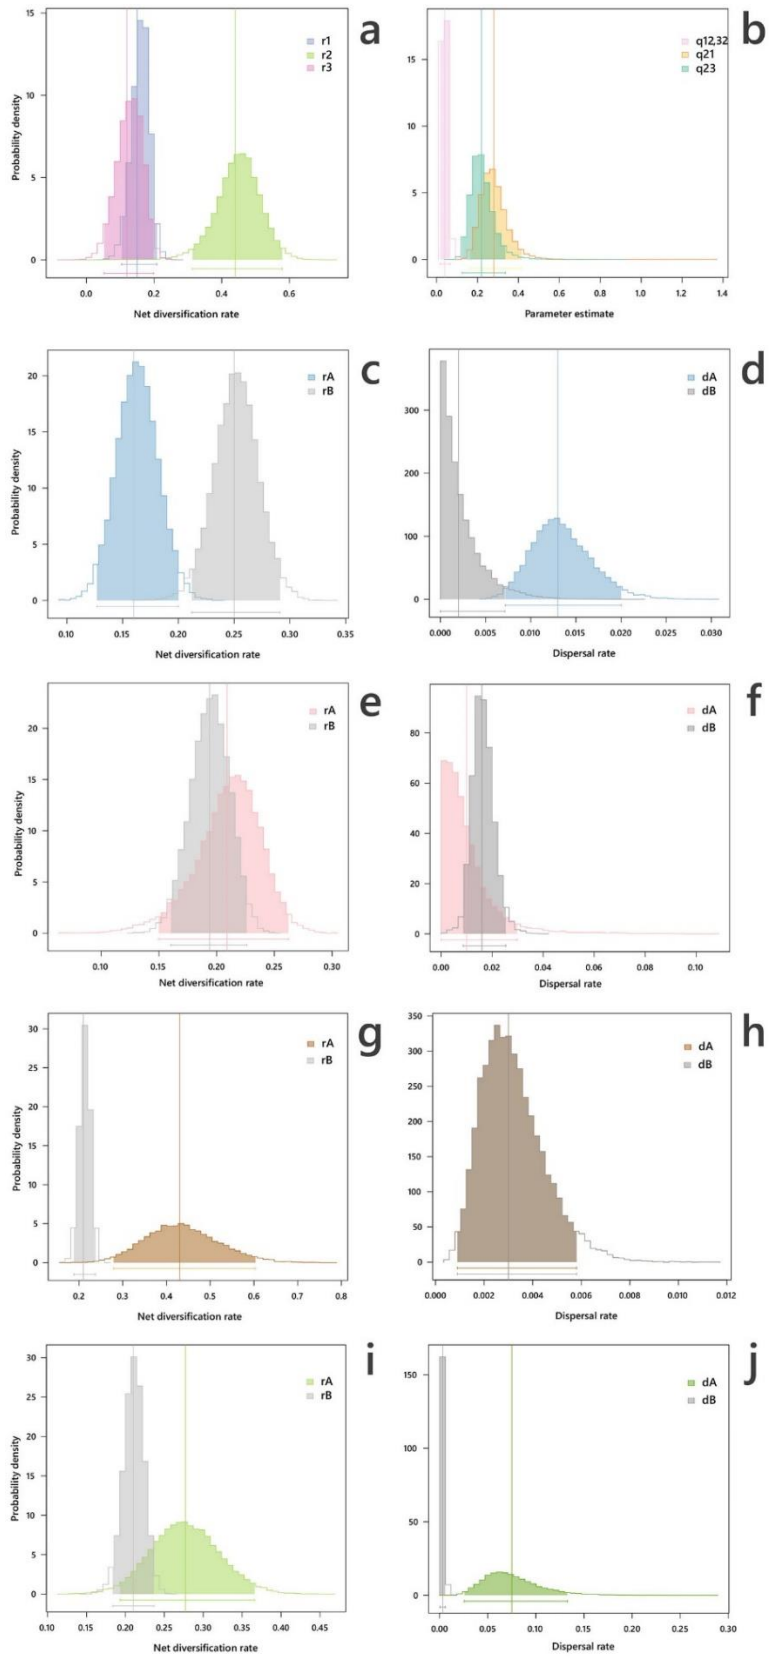 a
Probability density
15
10
5
0
r1
r2
r3
0.0 0.2 0.4 0.6
Net diversification rate
b
15
10
5
0
q12,32
q21
q23
0.0 0.2 0.4 0.6 0.8 1.0 1.2 1.4
Parameter estimate
c
Probability density
20
15
10
5
0
rA
rB
0.10 0.15 0.20 0.25 0.30 0.35
Net diversification rate
d
300
200
100
0
dA
dB
0.000 0.005 0.010 0.015 0.020 0.025 0.030
Dispersal rate
e
Probability density
20
15
10
5
0
rA
rB
0.10 0.15 0.20 0.25 0.30
Net diversification rate
f
80
60
40
20
0
dA
dB
0.00 0.02 0.04 0.06 0.08 0.10
Dispersal rate
g
Probability density
30
25
20
15
10
5
0
rA
rB
0.2 0.3 0.4 0.5 0.6 0.7 0.8
Net diversification rate
h
350
300
250
200
150
100
50
0
dA
dB
0.000 0.002 0.004 0.006 0.008 0.010 0.012
Dispersal rate
i
Probability density
30
25
20
15
10
5
0
rA
rB
0.10 0.15 0.20 0.25 0.30 0.35 0.40 0.45
Net diversification rate
j
150
100
50
0
dA
dB
0.00 0.05 0.10 0.15 0.20 0.25 0.30
Dispersal rate